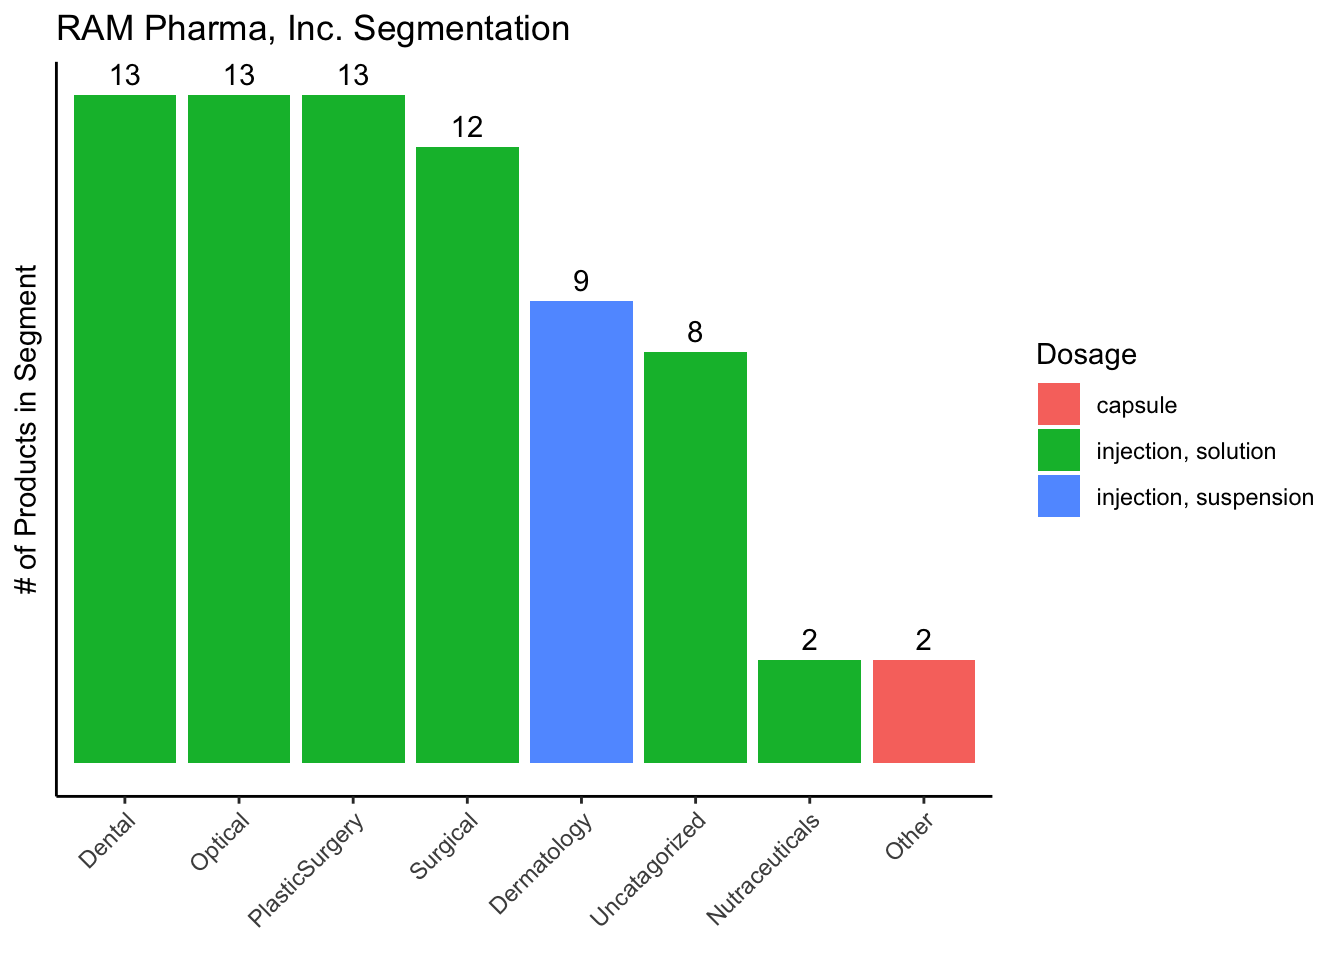 RAM Pharma, Inc. Segmentation
13
13
13
12
9
8
2
2
# of Products in Segment
Dosage
capsule
injection, solution
injection, suspension
Dental
Optical
PlasticSurgery
Surgical
Dermatology
Uncatagorized
Nutraceuticals
Other